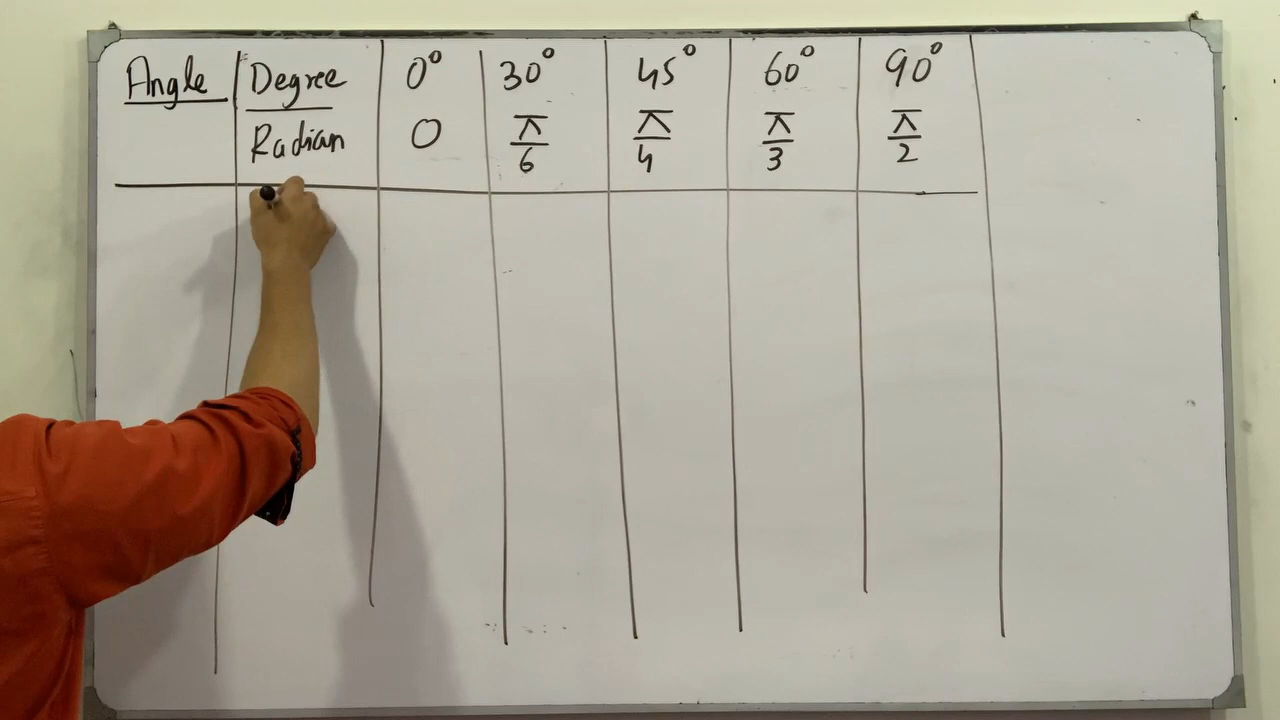 Angle Degree 0° 30° 45° 60° 90°
Radian 0 π/6 π/4 π/3 π/2